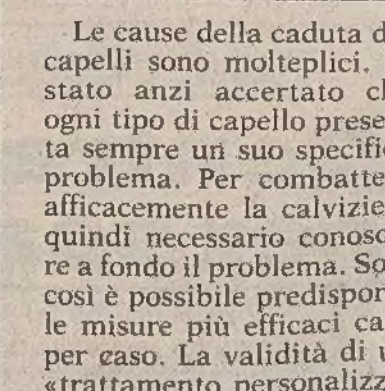 Le cause della caduta d
capelli sono molteplici.
stato anzi accertato ch
ogni tipo di capello prese
ta sempre un suo specific
problema. Per combatte
afficacemente la calvizie
quindi necessario conosc
re a fondo il problema. So
così è possibile predispor
le misure più efficaci ca
per caso. La validità di u
«trattamento personalizz